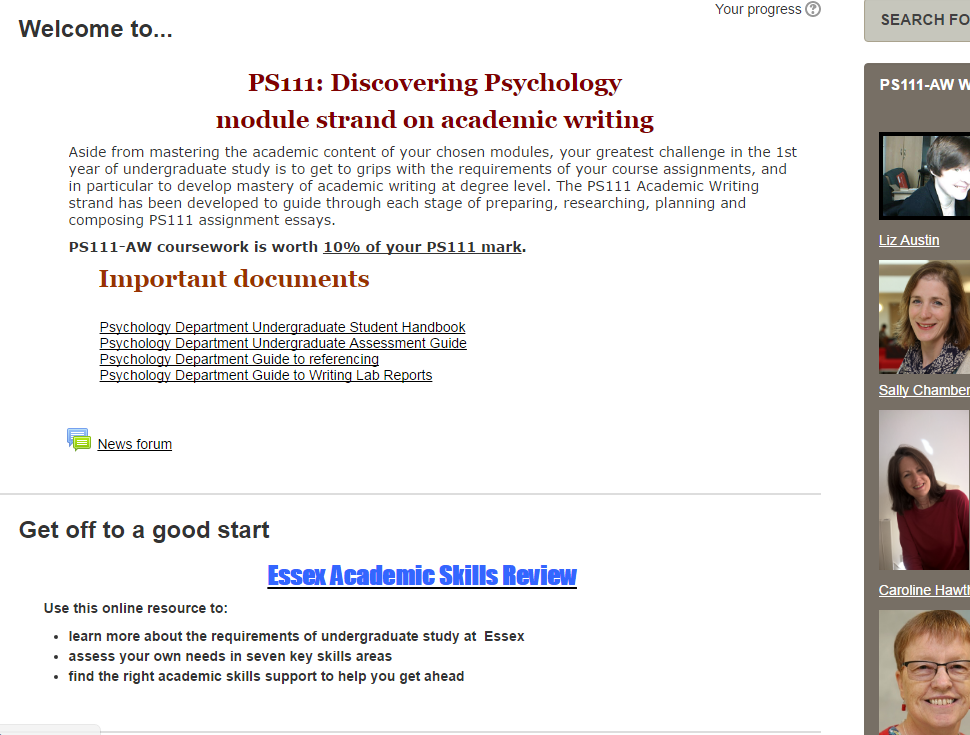 Your progress
Welcome to...
PS111: Discovering Psychology
module strand on academic writing
Aside from mastering the academic content of your chosen modules, your greatest challenge in the 1st
year of undergraduate study is to get to grips with the requirements of your course assignments, and
in particular to develop mastery of academic writing at degree level. The PS111 Academic Writing
strand has been developed to guide through each stage of preparing, researching, planning and
composing PS111 assignment essays.
PS111-AW coursework is worth 10% of your PS111 mark.
Important documents
Psychology Department Undergraduate Student Handbook
Psychology Department Undergraduate Assessment Guide
Psychology Department Guide to referencing
Psychology Department Guide to Writing Lab Reports
News forum
Get off to a good start
Essex Academic Skills Review
Use this online resource to:
• learn more about the requirements of undergraduate study at Essex
• assess your own needs in seven key skills areas
• find the right academic skills support to help you get ahead
SEARCH FO
PS111-AW W
Liz Austin
Sally Chamber
Caroline Hawth